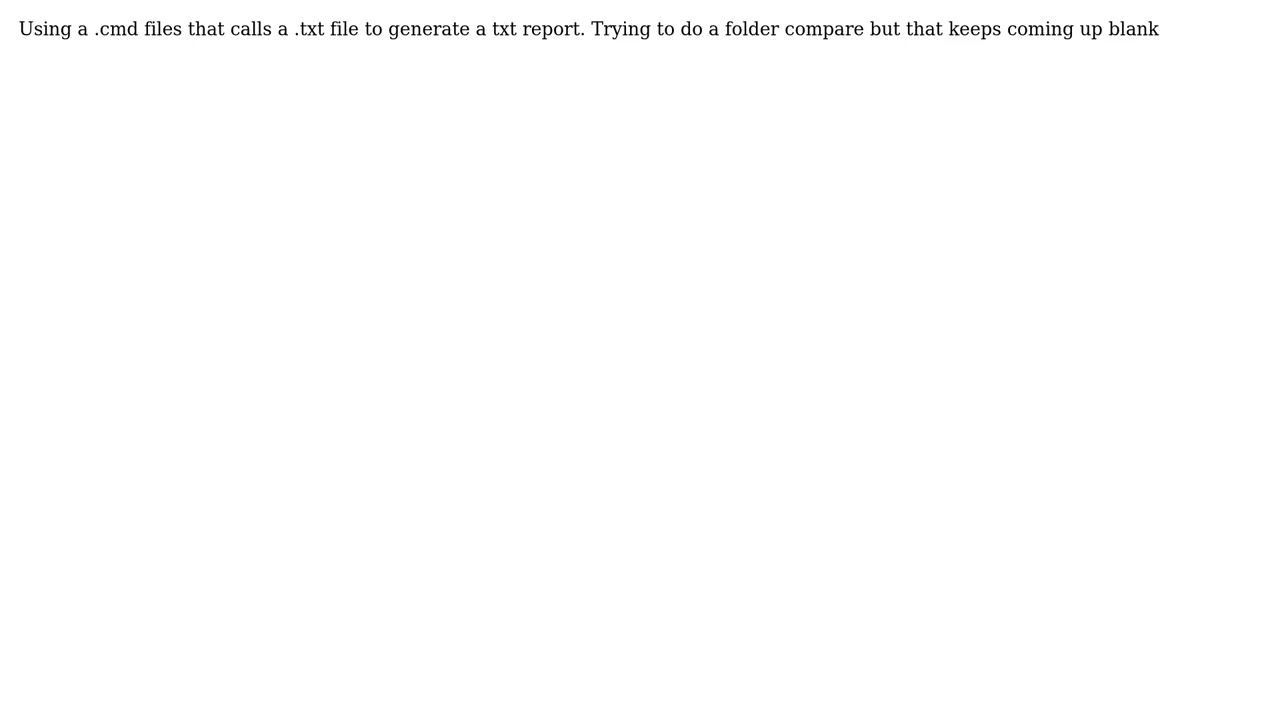 Using a .cmd files that calls a .txt file to generate a txt report. Trying to do a folder compare but that keeps coming up blank